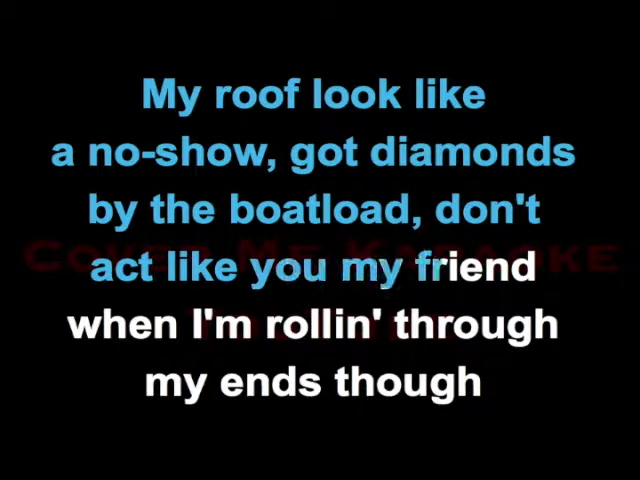 My roof look like
a no-show, got diamonds
by the boatload, don't
act like you my friend
when I'm rollin' through
my ends though